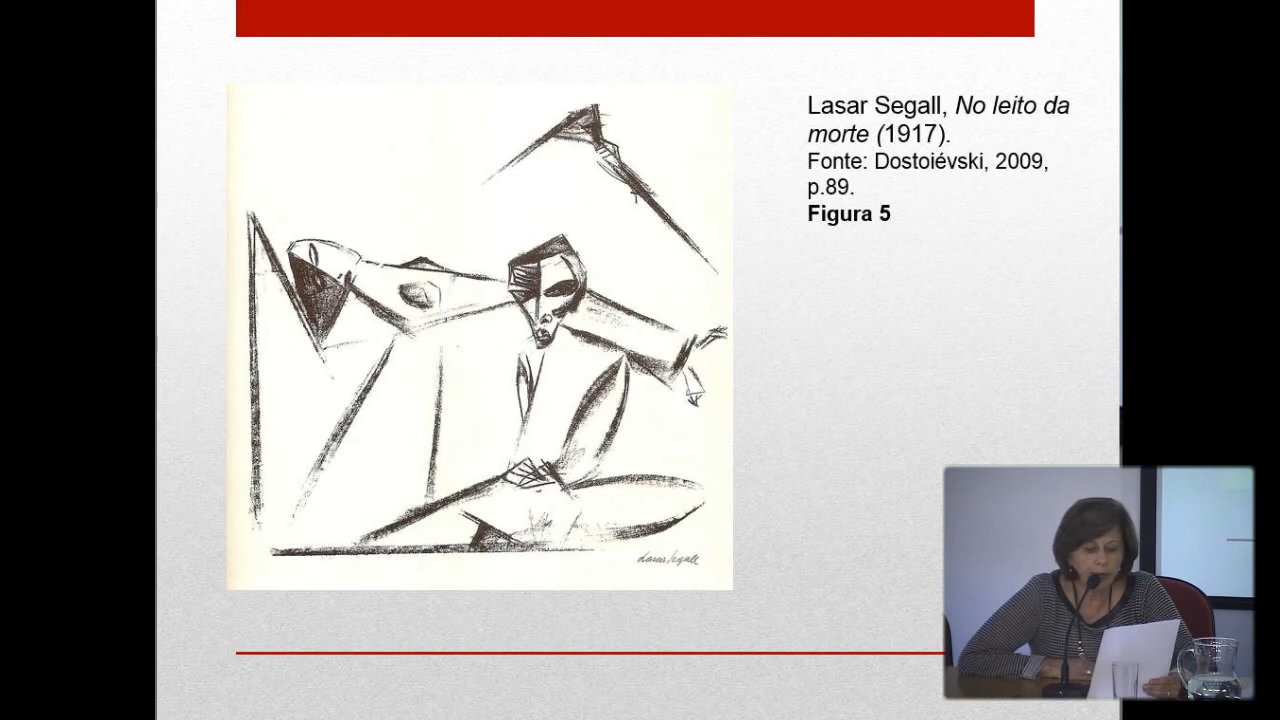 Lasar Segall, No leito da
morte (1917).
Fonte: Dostoiévski, 2009,
p.89.
Figura 5
Lasar Segall